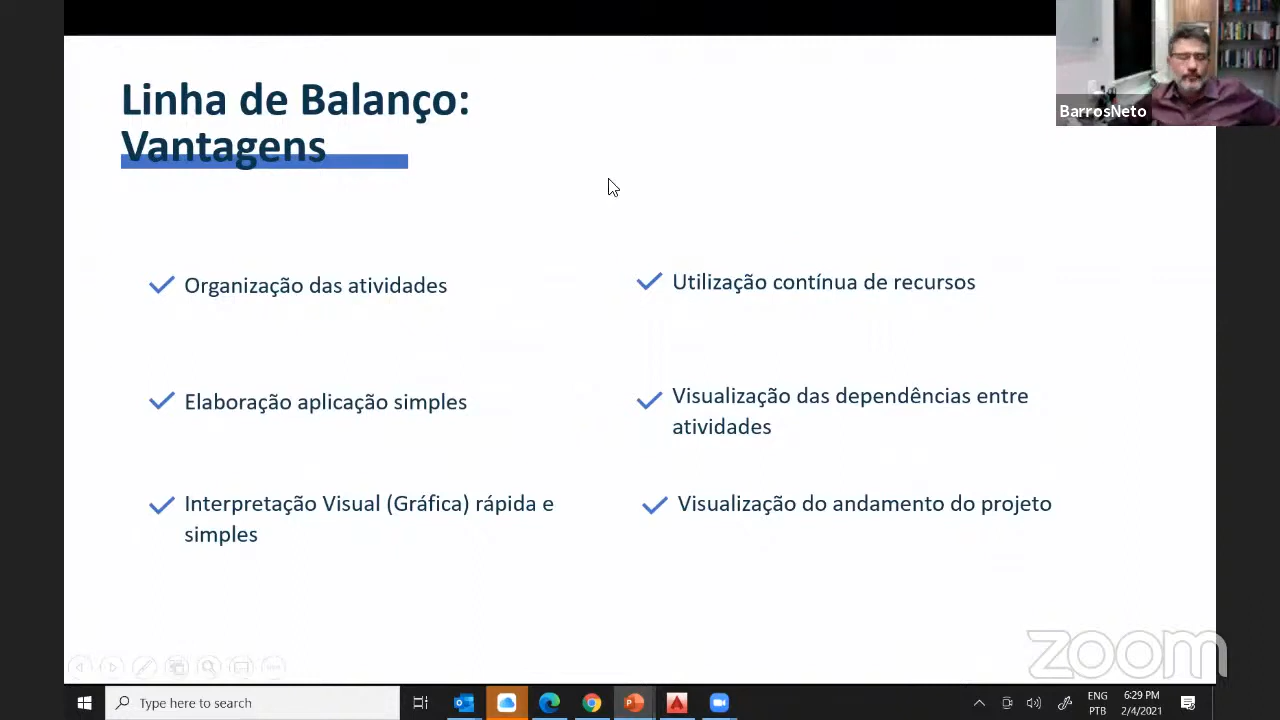 BarrosNeto
Linha de Balanço:
Vantagens
Organização das atividades
Utilização contínua de recursos
Elaboração aplicação simples
Visualização das dependências entre
atividades
Interpretação Visual (Gráfica) rápida e
simples
Visualização do andamento do projeto
zoom
Type here to search
ENG
PTB
6:29 PM
2/4/2021